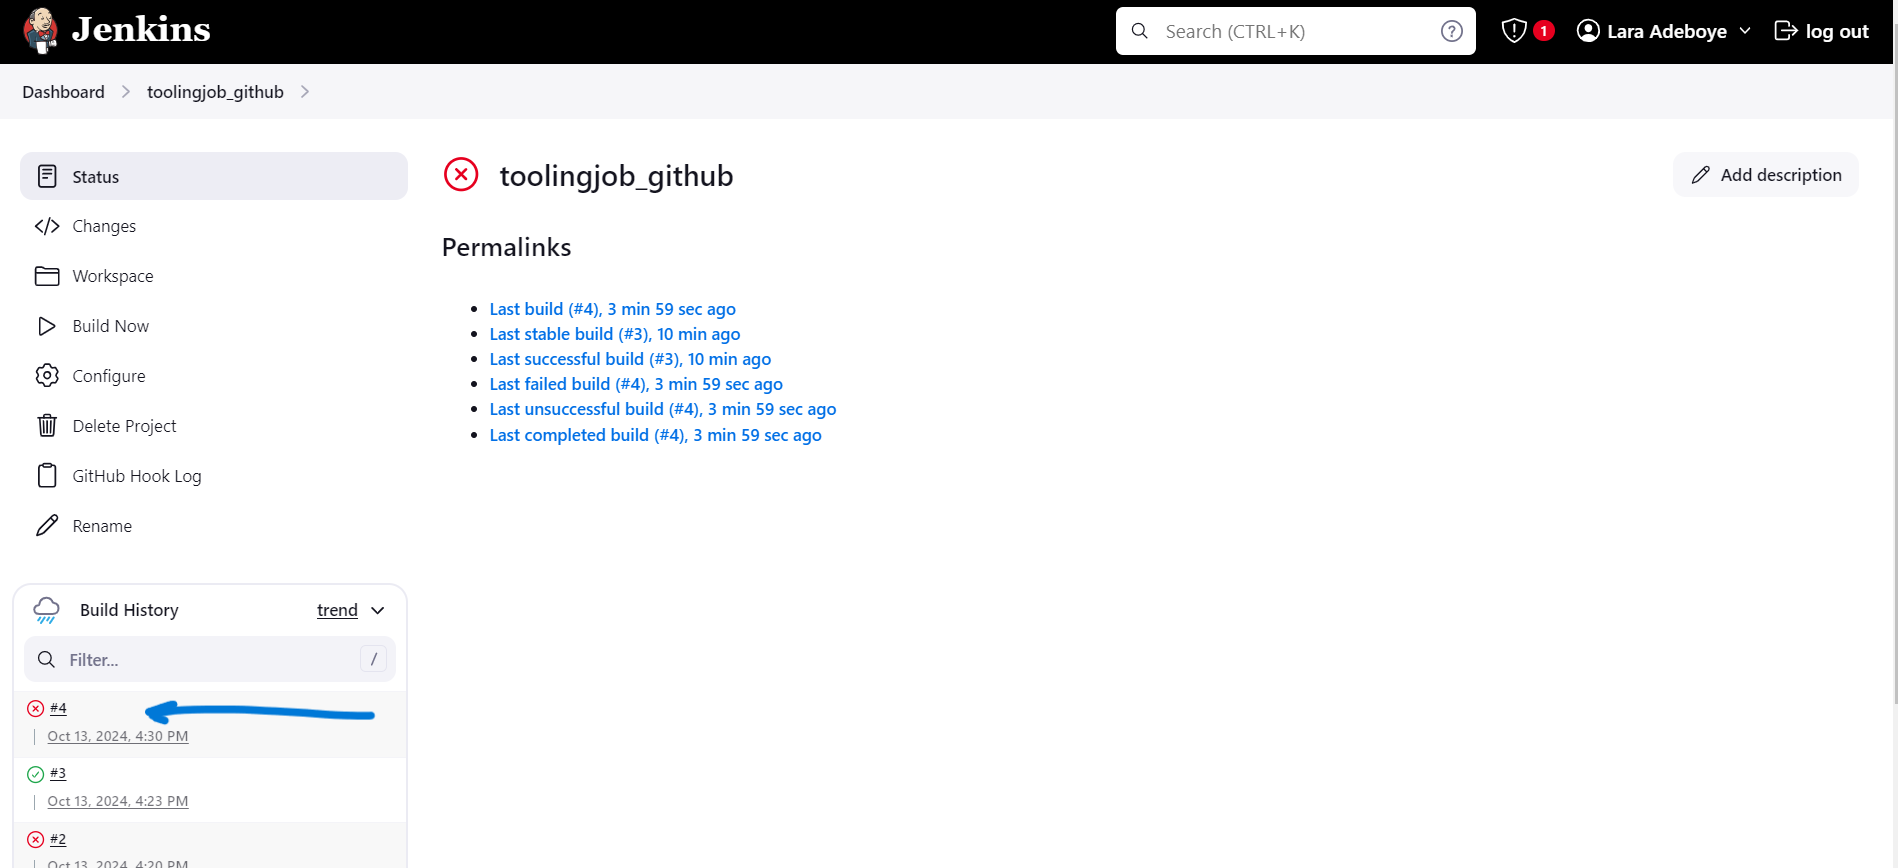 Jenkins
Search (CTRL+K)
?
1
Lara Adeboye
log out
Dashboard
toolingjob_github
Status
Changes
Workspace
Build Now
Configure
Delete Project
GitHub Hook Log
Rename
Build History
trend
Filter...
/
#4
Oct 13, 2024, 4:30 PM
#3
Oct 13, 2024, 4:23 PM
#2
Oct 13, 2024, 4:20 PM
toolingjob_github
Add description
Permalinks
Last build (#4), 3 min 59 sec ago
Last stable build (#3), 10 min ago
Last successful build (#3), 10 min ago
Last failed build (#4), 3 min 59 sec ago
Last unsuccessful build (#4), 3 min 59 sec ago
Last completed build (#4), 3 min 59 sec ago